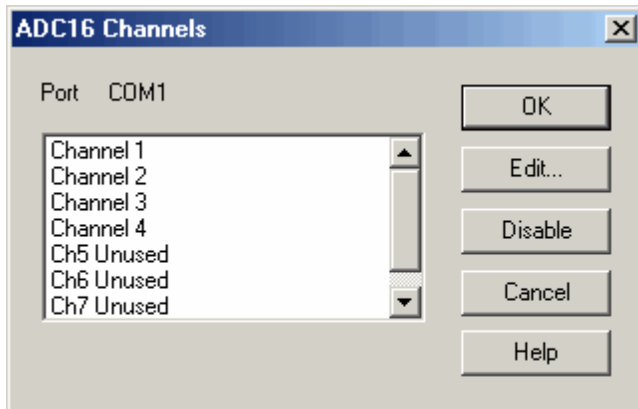 ADC16 Channels
Port COM1
Channel 1
Channel 2
Channel 3
Channel 4
Ch5 Unused
Ch6 Unused
Ch7 Unused
OK
Edit...
Disable
Cancel
Help